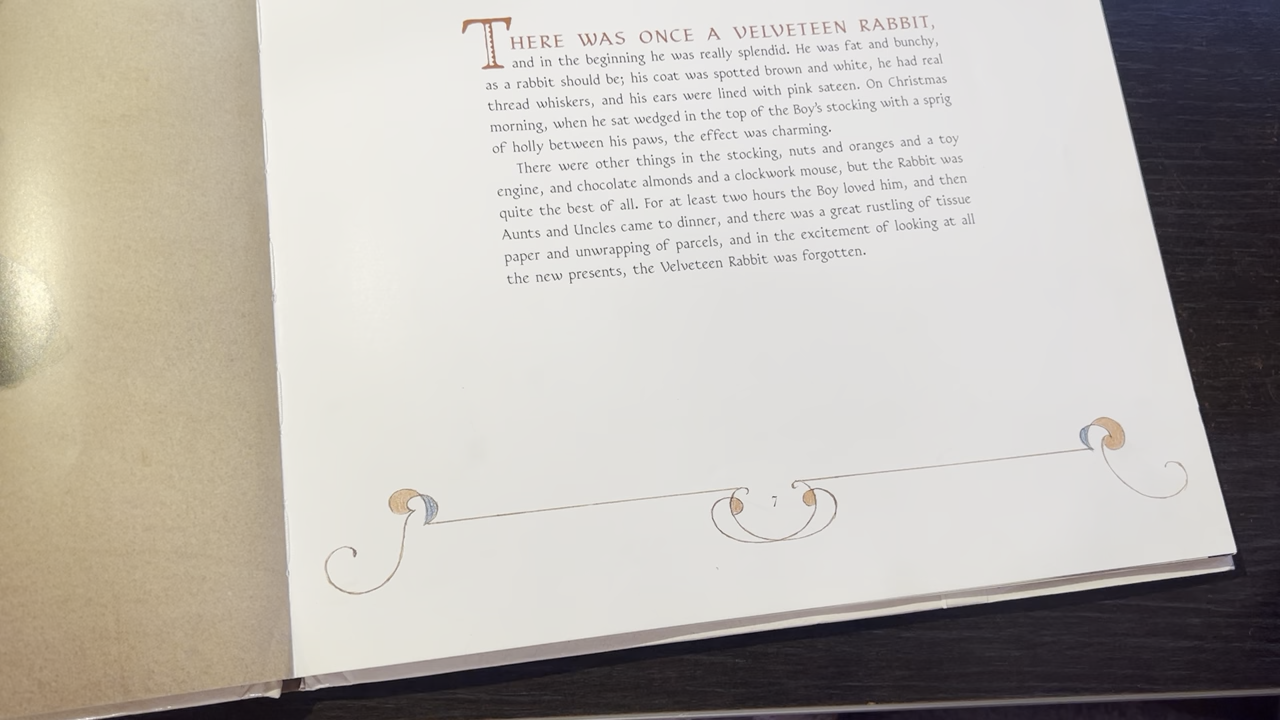 THERE WAS ONCE A VELVETEEN RABBIT,
and in the beginning he was really splendid. He was fat and bunchy,
as a rabbit should be; his coat was spotted brown and white, he had real
thread whiskers, and his ears were lined with pink sateen. On Christmas
morning, when he sat wedged in the top of the Boy's stocking with a sprig
of holly between his paws, the effect was charming.
There were other things in the stocking, nuts and oranges and a toy
engine, and chocolate almonds and a clockwork mouse, but the Rabbit was
quite the best of all. For at least two hours the Boy loved him, and then
Aunts and Uncles came to dinner, and there was a great rustling of tissue
paper and unwrapping of parcels, and in the excitement of looking at all
the new presents, the Velveteen Rabbit was forgotten.
7